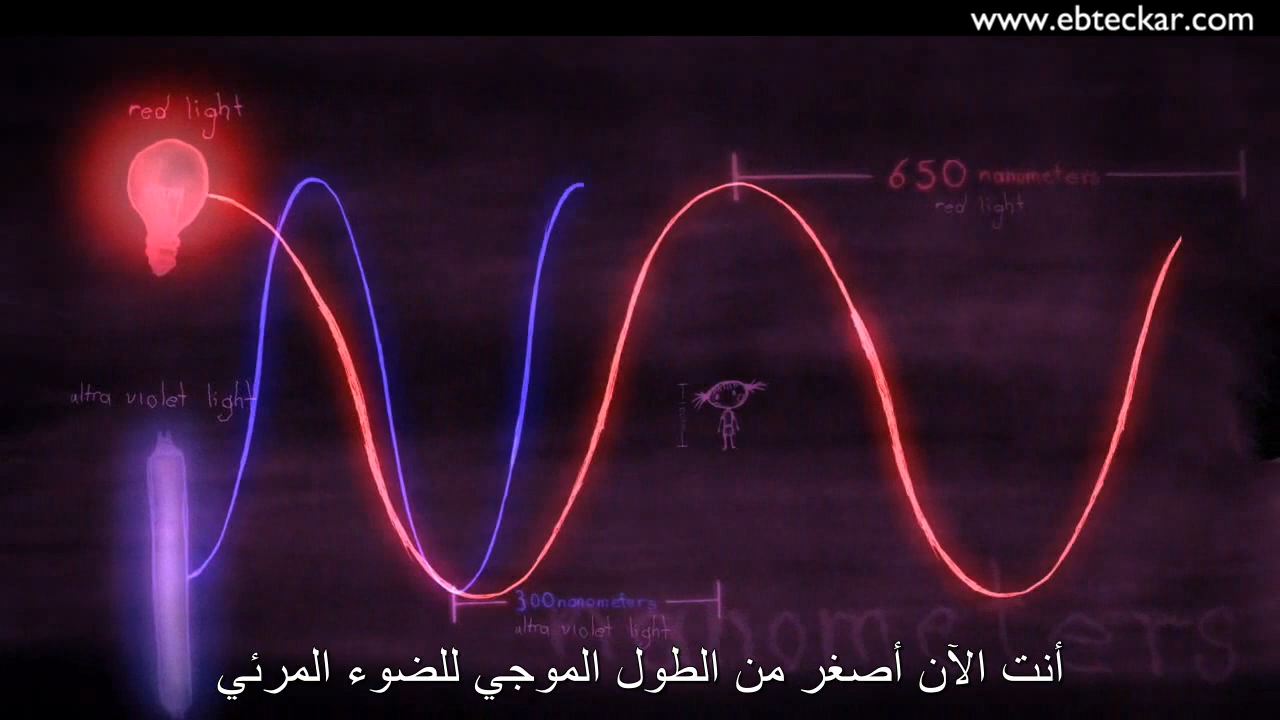 www.ebteckar.com
red light
650 nanometers
red light
ultra violet light
300nanometers
ultra violet light
nanometers
أنت الآن أصغر من الطول الموجي للضوء المرئي